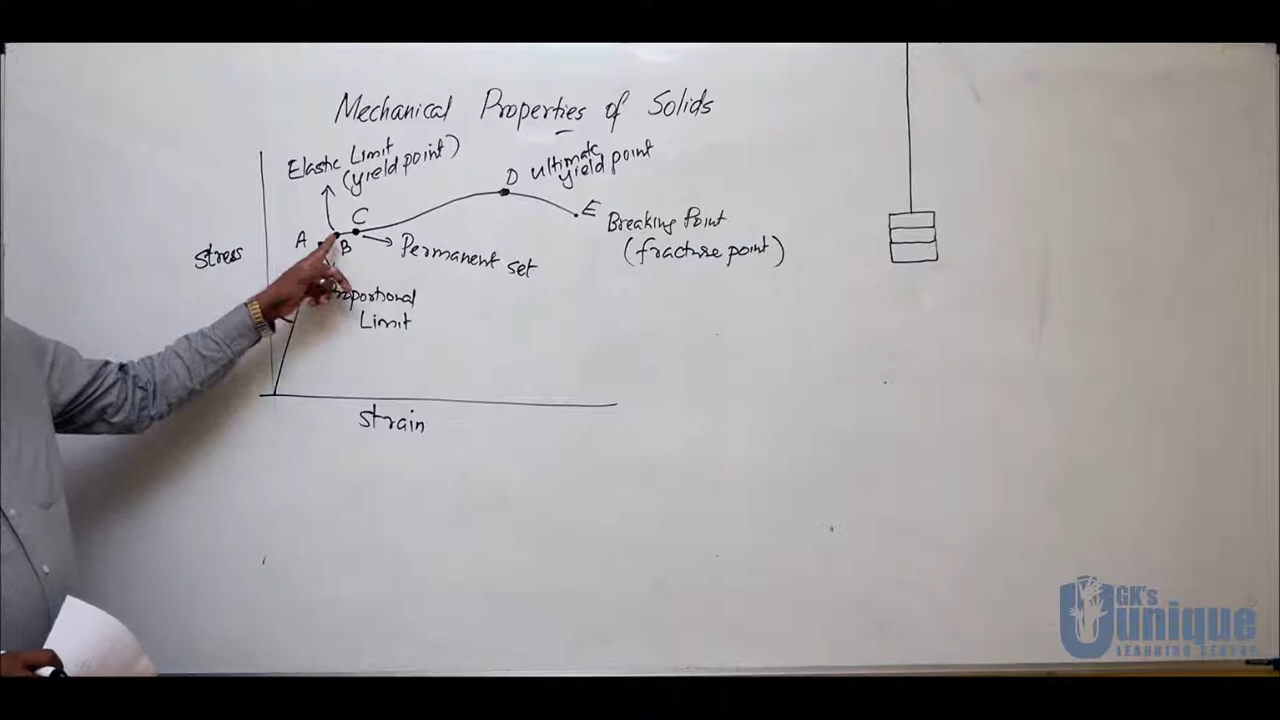 Mechanical Properties of Solids
Elastic Limit
(yield point)
D ultimate
yield point
C
E Breaking Point
(fracture point)
A
B
Permanent set
Stress
Proportional
Limit
Strain
GK's
Unique
LEARNING CENTRE